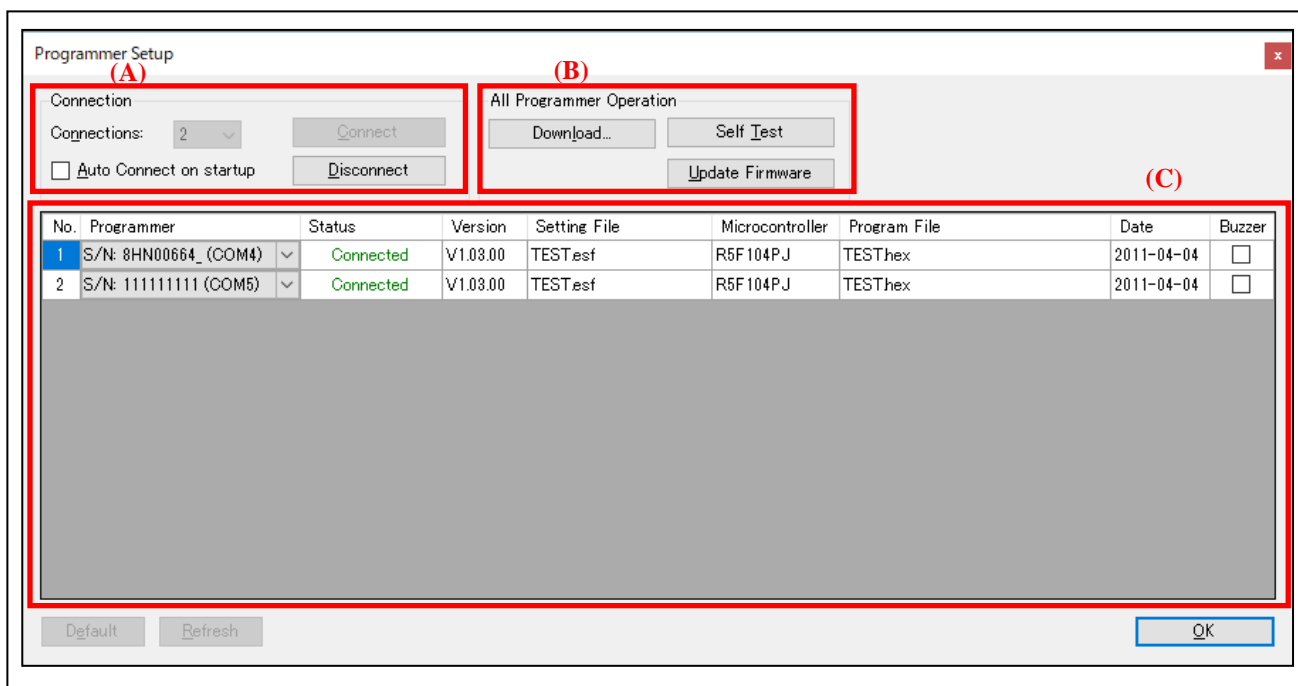 Programmer Setup
x
(A)
(B)
Connection
Connections: 2 Connect
Auto Connect on startup Disconnect
All Programmer Operation
Download... Self Test
Update Firmware
(C)
No. Programmer Status Version Setting File Microcontroller Program File Date Buzzer
1 S/N: 8HN00664_ (COM4) Connected V1.03.00 TEST.esf R5F104PJ TEST.hex 2011-04-04
2 S/N: 111111111 (COM5) Connected V1.03.00 TEST.esf R5F104PJ TEST.hex 2011-04-04
Default Refresh OK